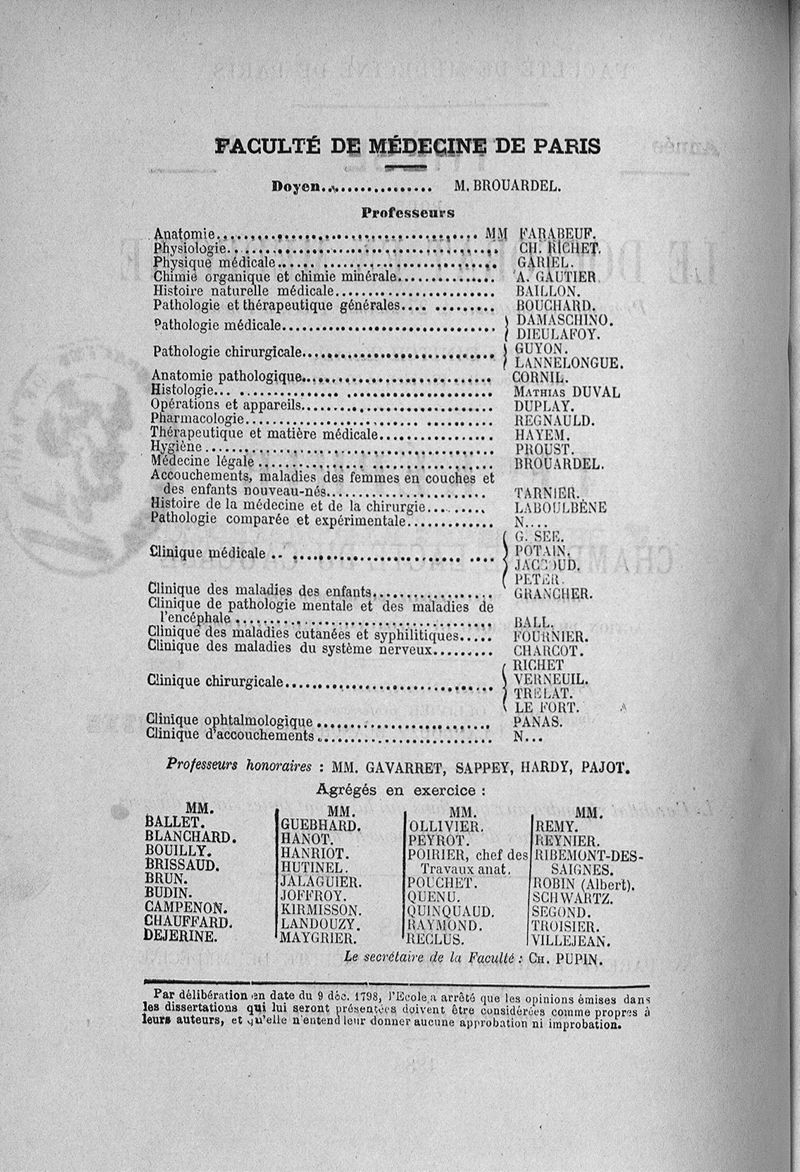 FACULTÉ DE MÉDECINE DE PARIS
Doyen.................. M. BROUARDEL.
Professeurs
Anatomie........................................ MM FARABEUF.
Physiologie........................................ CH. RICHET.
Physique médicale........................................ GARIEL.
Chimie organique et chimie minérale............... A. GAUTIER
Histoire naturelle médicale........................ BAILLON.
Pathologie et thérapeutique générales.... ......... BOUCHARD.
Pathologie médicale................................ { DAMASCHINO.
DIEULAFOY.
Pathologie chirurgicale............................ { GUYON.
LANNELONGUE.
Anatomie pathologique............................. CORNIL.
Histologie... .............. ...................... MATHIAS DUVAL
Opérations et appareils............................ DUPLAY.
Pharmacologie........................... .......... REGNAULD.
Thérapeutique et matière médicale................. HAYEM.
Hygiène............................................ PROUST.
Médecine légale ................ .................. BROUARDEL.
Accouchements, maladies des femmes en couches et
des enfants nouveau-nés........................ TARNIER.
Histoire de la médecine et de la chirurgie......... LABOULBÈNE
Pathologie comparée et expérimentale............. N....
Clinique médicale .. ......................... .... { G. SEE.
POTAIN.
JACCOUD.
PETER.
Clinique des maladies des enfants.................. GRANCHER.
Clinique de pathologie mentale et des maladies de
l'encéphale ....................................... BALL.
Clinique des maladies cutanées et syphilitiques..... FOURNIER.
Clinique des maladies du système nerveux......... CHARCOT.
Clinique chirurgicale.............................. { RICHET
VERNEUIL.
TRÉLAT.
LE FORT.
Clinique ophtalmologique .......................... PANAS.
Clinique d'accouchements .......................... N...
Professeurs honoraires : MM. GAVARRET, SAPPEY, HARDY, PAJOT.
Agrégés en exercice :
MM. MM. MM. MM.
BALLET. GUEBHARD. OLLIVIER. REMY.
BLANCHARD. HANOT. PEYROT. REYNIER.
BOUILLY. HANRIOT. POIRIER, chef des RIBEMONT-DES-
BRISSAUD. HUTINEL. Travaux anat. SAIGNES.
BRUN. JALAGUIER. POUCHET. ROBIN (Albert).
BUDIN. JOFFROY. QUENU. SCHWARTZ.
CAMPENON. KIRMISSON. QUINQUAUD. SEGOND.
CHAUFFARD. LANDOUZY. RAYMOND. TROISIER.
DEJERINE. MAYGRIER. RECLUS. VILLEJEAN.
Le secrétaire de la Faculté : CH. PUPIN.
Par délibération en date du 9 déc. 1798, l'Ecole a arrêté que les opinions émises dans
les dissertations qui lui seront présentées doivent être considérées comme propres à
leurs auteurs, et qu'elle n'entend leur donner aucune approbation ni improbation.